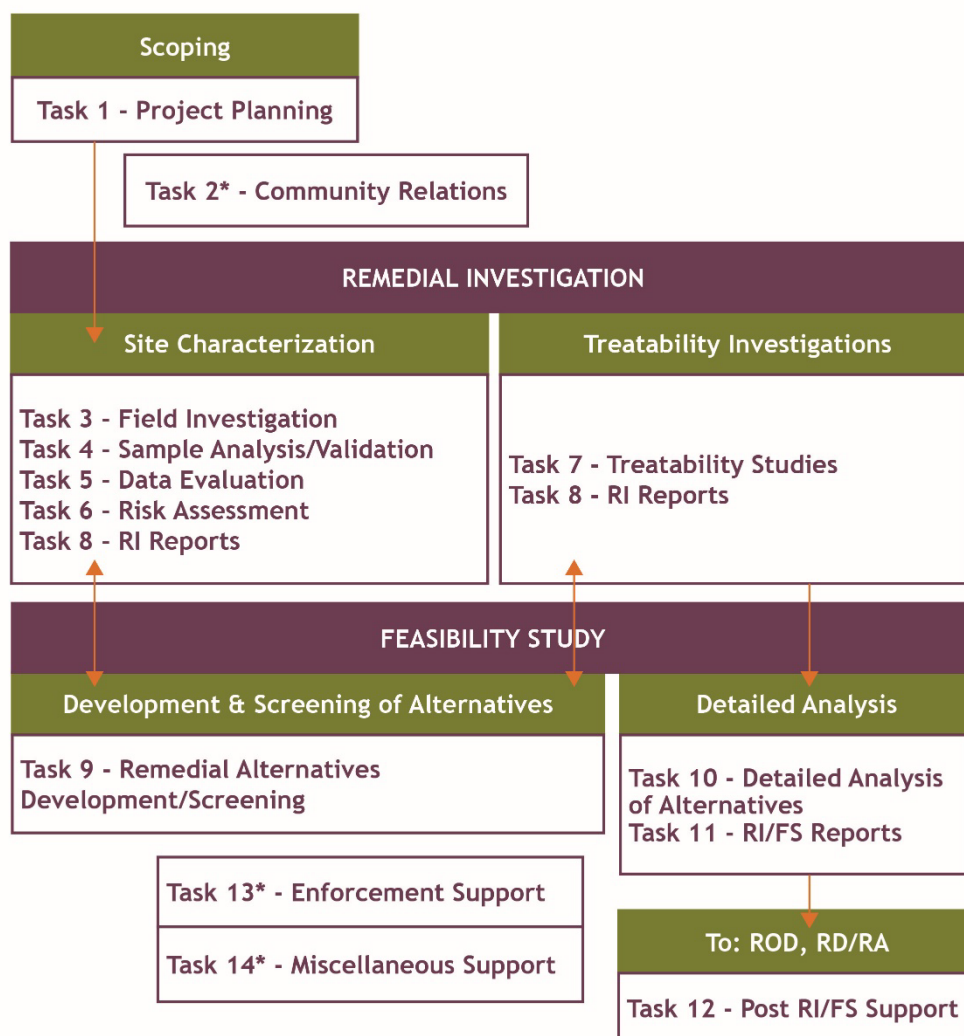 Scoping
Task 1 - Project Planning
Task 2* - Community Relations
REMEDIAL INVESTIGATION
Site Characterization
Task 3 - Field Investigation
Task 4 - Sample Analysis/Validation
Task 5 - Data Evaluation
Task 6 - Risk Assessment
Task 8 - RI Reports
Treatability Investigations
Task 7 - Treatability Studies
Task 8 - RI Reports
FEASIBILITY STUDY
Development & Screening of Alternatives
Task 9 - Remedial Alternatives
Development/Screening
Detailed Analysis
Task 10 - Detailed Analysis
of Alternatives
Task 11 - RI/FS Reports
Task 13* - Enforcement Support
Task 14* - Miscellaneous Support
To: ROD, RD/RA
Task 12 - Post RI/FS Support